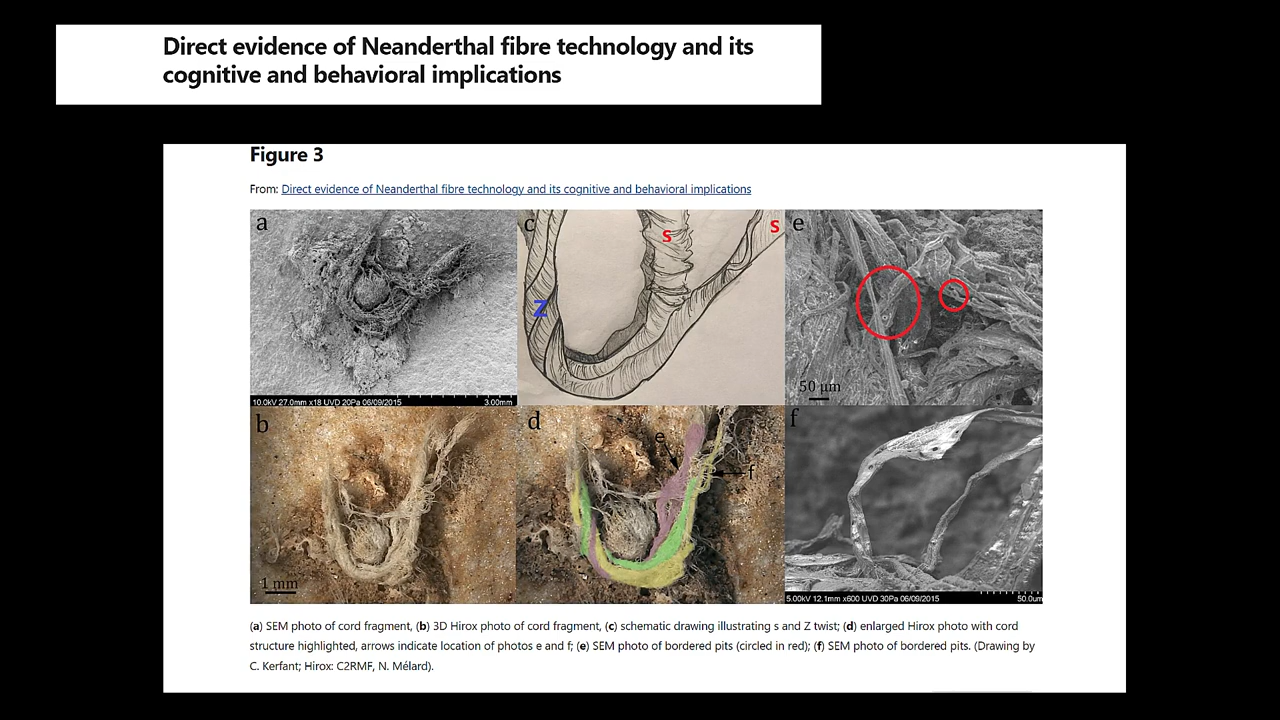 Direct evidence of Neanderthal fibre technology and its
cognitive and behavioral implications
Figure 3
From: Direct evidence of Neanderthal fibre technology and its cognitive and behavioral implications
a
c
s
s
e
Z
50 μm
10.0kV 27.0mm x18 UVD 20Pa 06/09/2015 3.00mm
b
d
e
f
f
1 mm
5.00kV 12.1mm x600 UVD 30Pa 06/09/2015 50.0um
(a) SEM photo of cord fragment, (b) 3D Hirox photo of cord fragment, (c) schematic drawing illustrating s and Z twist; (d) enlarged Hirox photo with cord
structure highlighted, arrows indicate location of photos e and f; (e) SEM photo of bordered pits (circled in red); (f) SEM photo of bordered pits. (Drawing by
C. Kerfant; Hirox: C2RMF, N. Mélard).